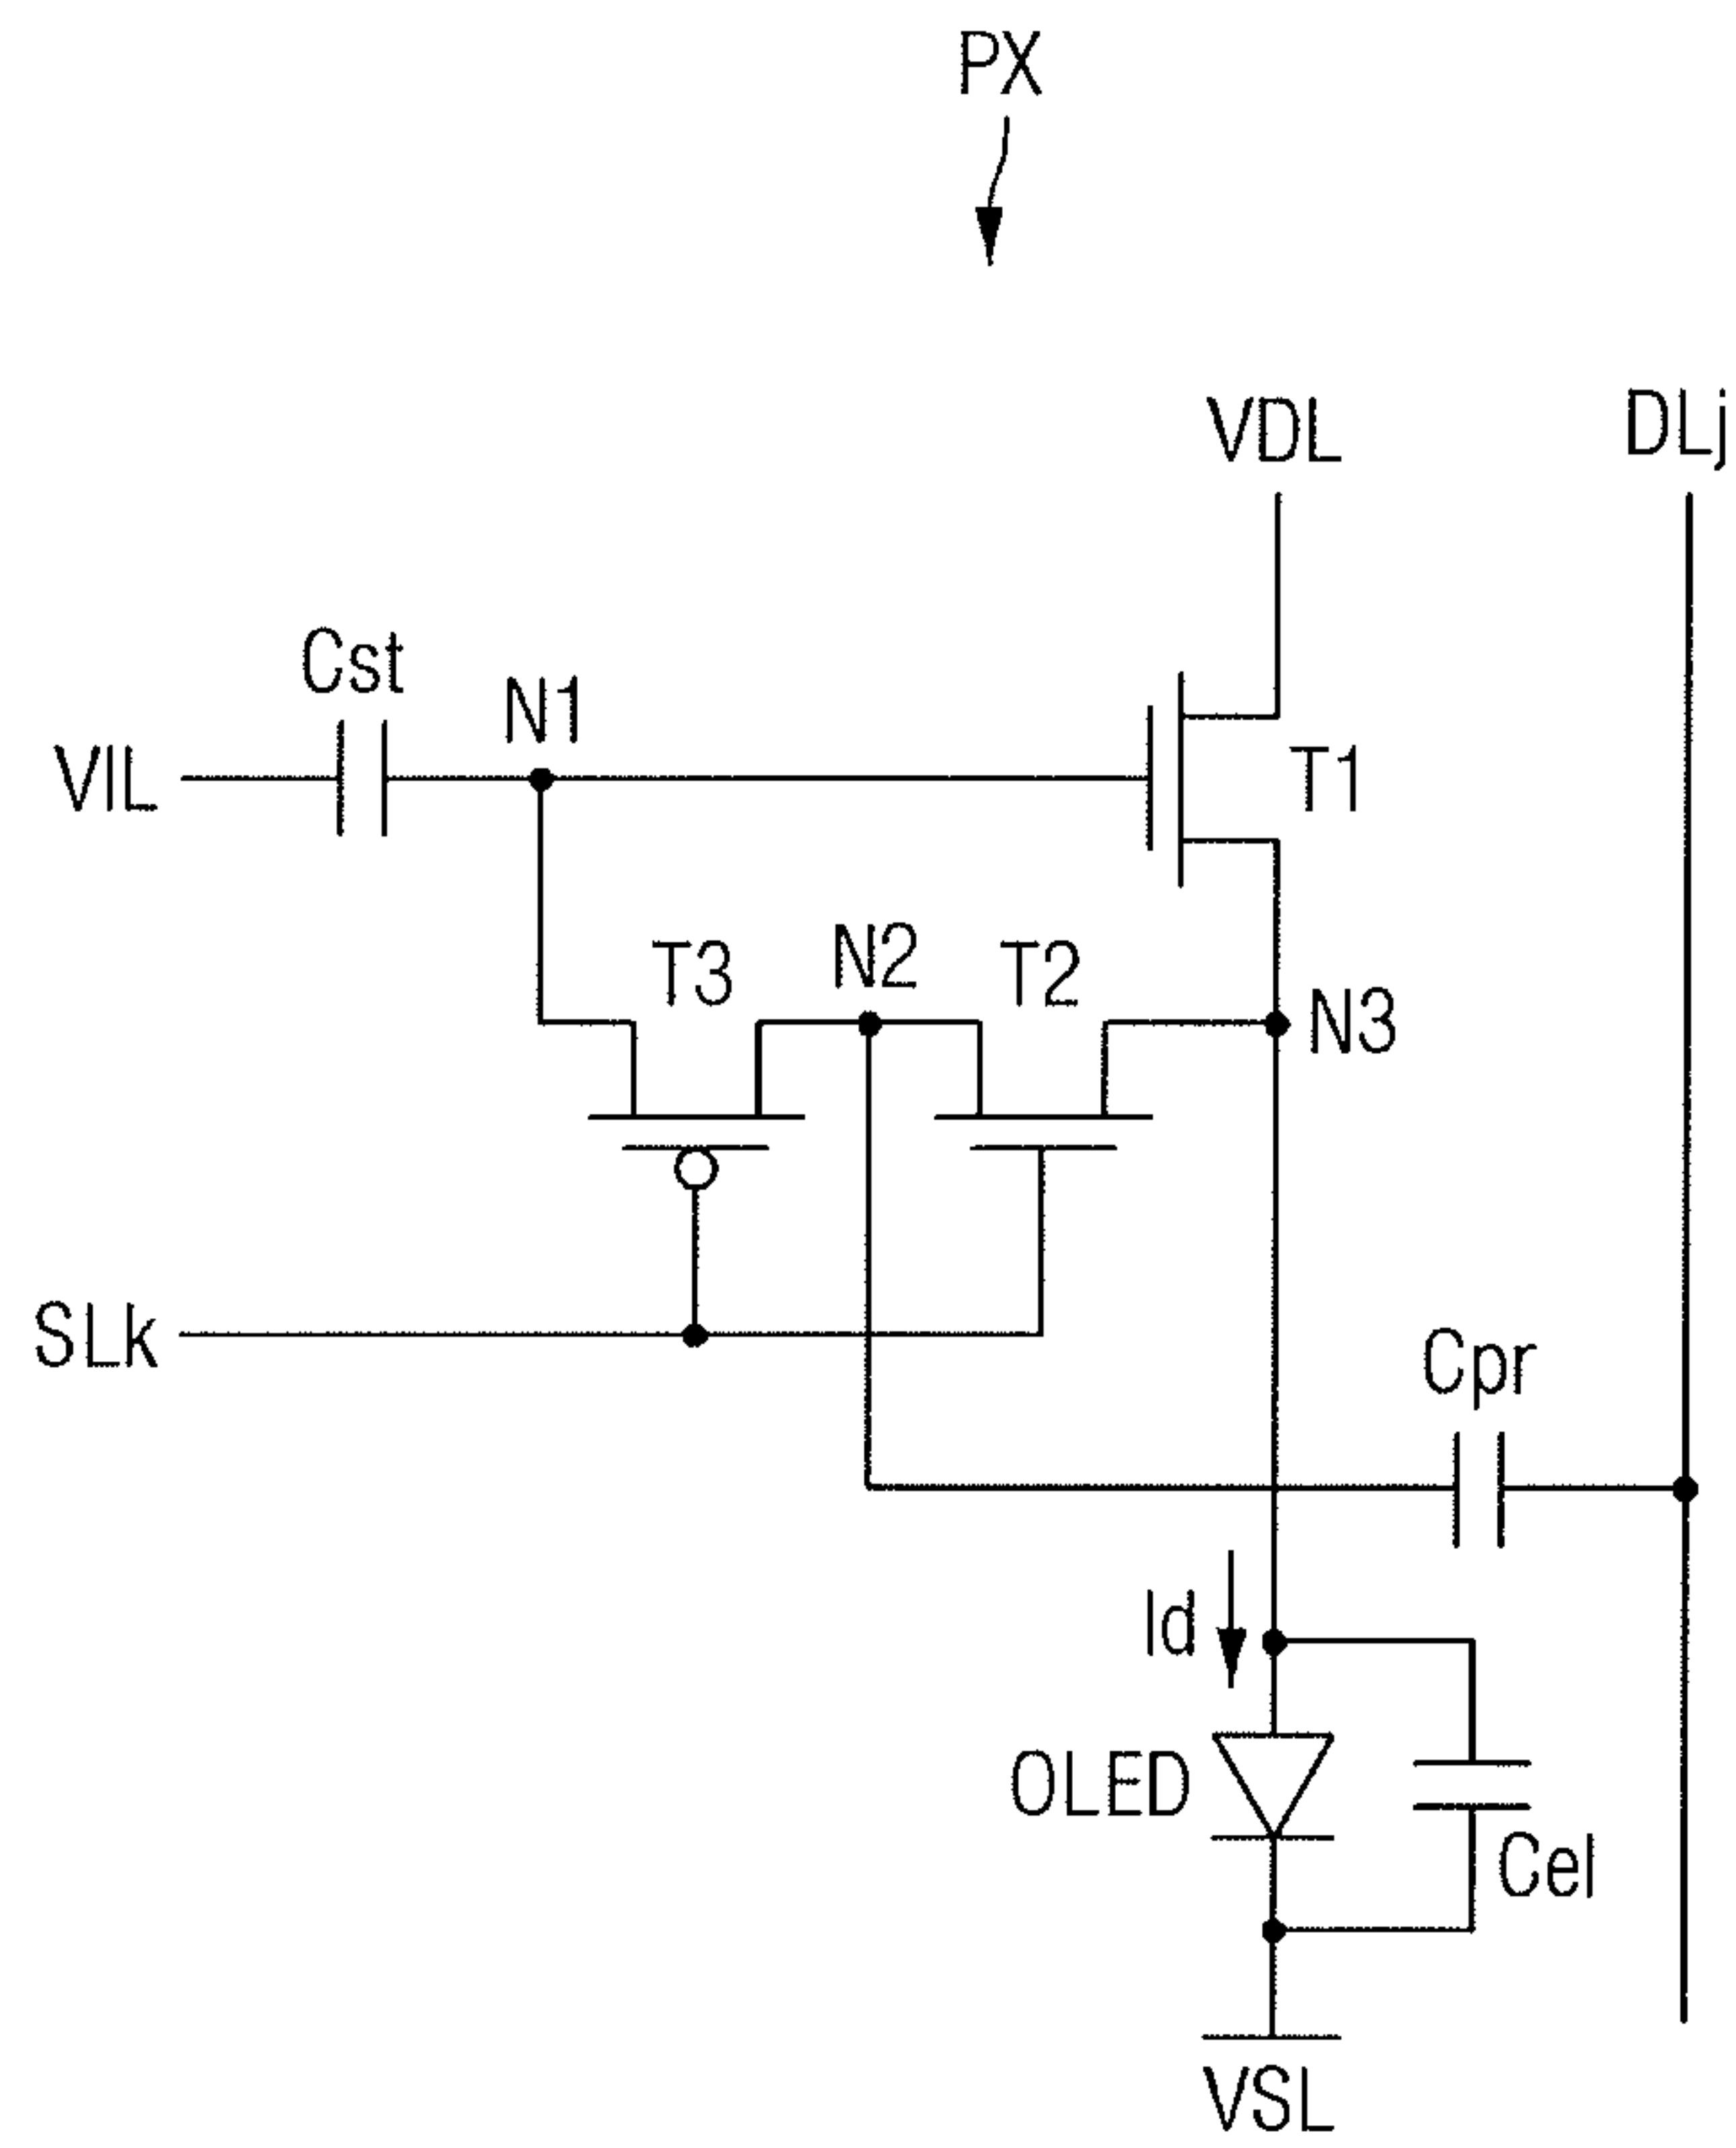 PX
VDL
DLj
Cst
N1
VIL
T1
T3
N2
T2
N3
SLk
Cpr
Id
OLED
Cel
VSL